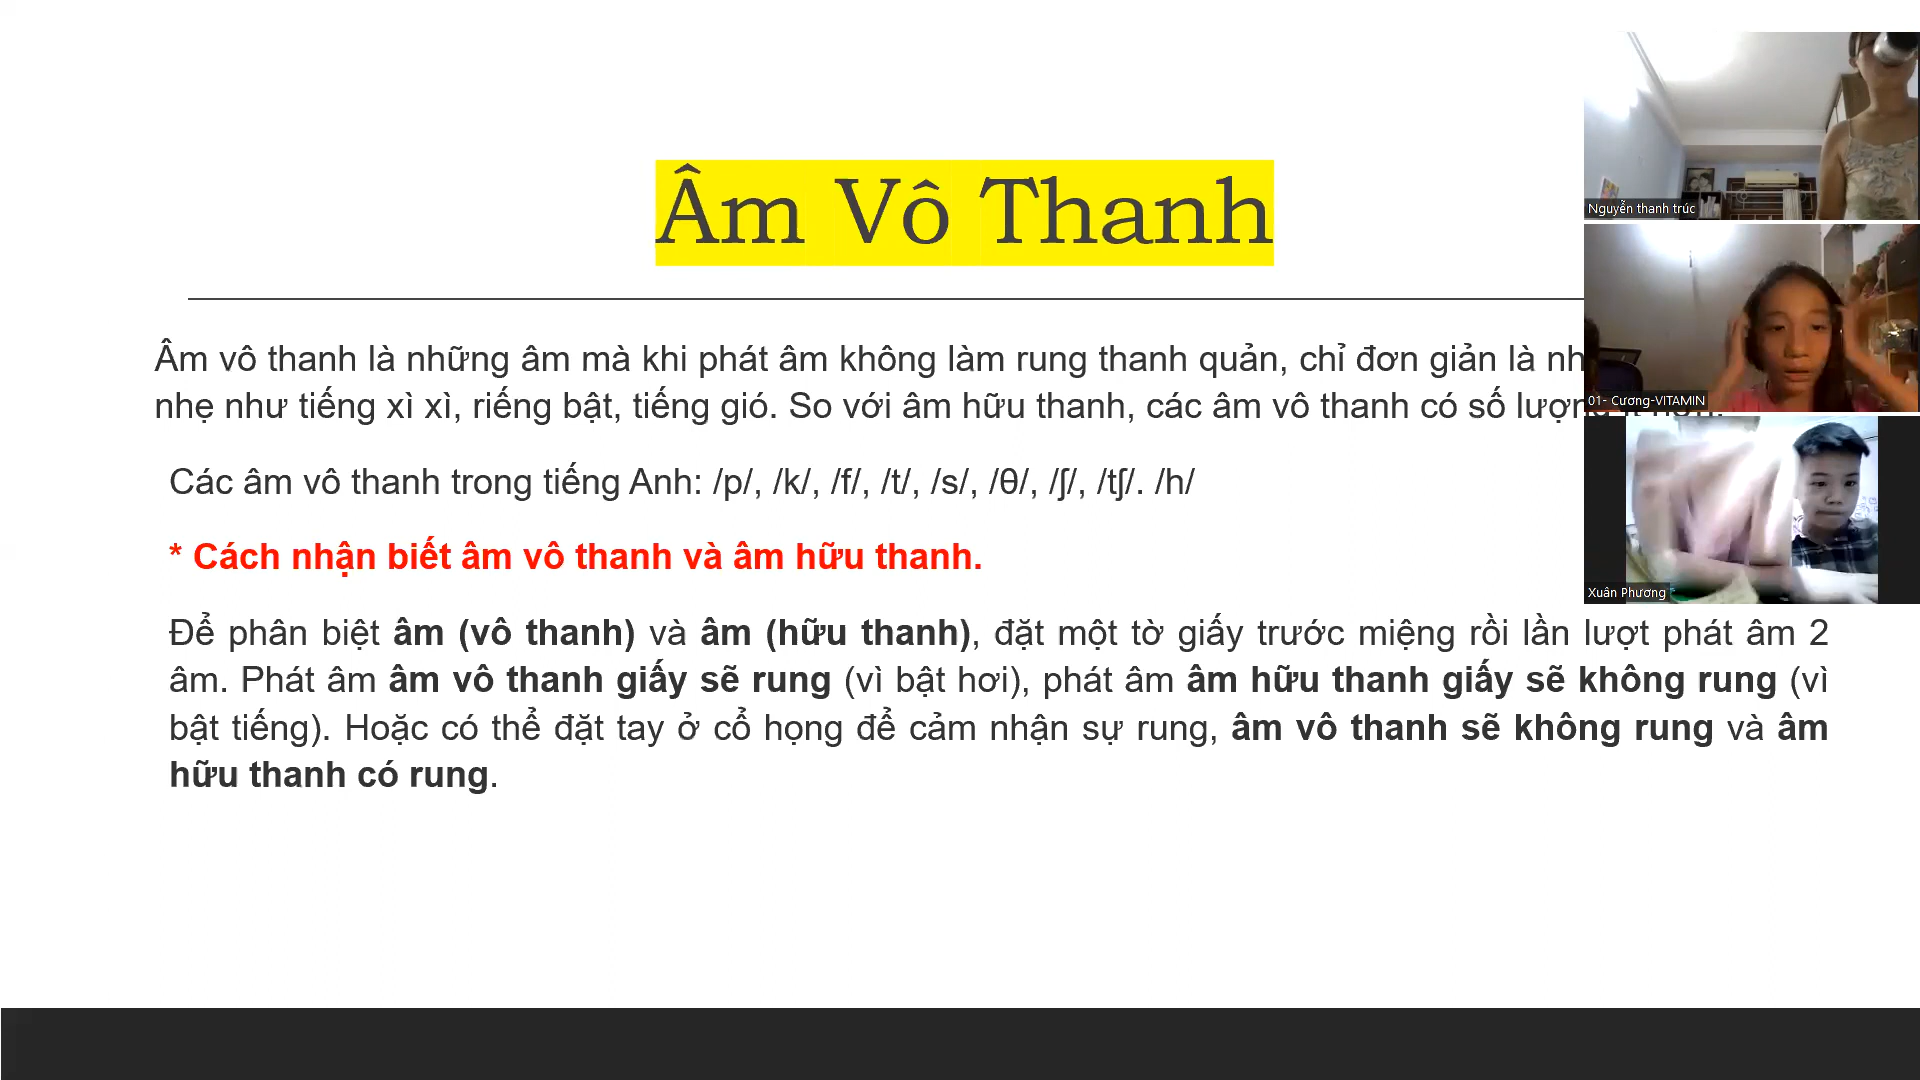 Âm Vô Thanh
Âm vô thanh là những âm mà khi phát âm không làm rung thanh quản, chỉ đơn giản là
nhẹ như tiếng xì xì, riếng bật, tiếng gió. So với âm hữu thanh, các âm vô thanh có số lượng
Các âm vô thanh trong tiếng Anh: /p/, /k/, /f/, /t/, /s/, /θ/, /ʃ/, /tʃ/. /h/
* Cách nhận biết âm vô thanh và âm hữu thanh.
Để phân biệt âm (vô thanh) và âm (hữu thanh), đặt một tờ giấy trước miệng rồi lần lượt phát âm 2
âm. Phát âm âm vô thanh giấy sẽ rung (vì bật hơi), phát âm âm hữu thanh giấy sẽ không rung (vì
bật tiếng). Hoặc có thể đặt tay ở cổ họng để cảm nhận sự rung, âm vô thanh sẽ không rung và âm
hữu thanh có rung.
Nguyễn thanh trúc
01- Cương-VITAMIN
Xuân Phương